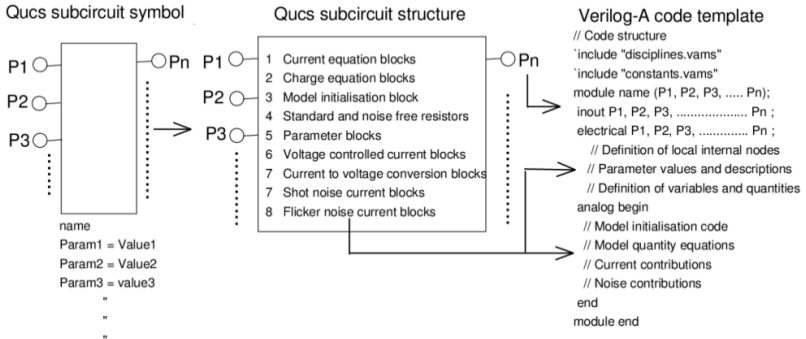 Qucs subcircuit symbol
P1
P2
P3
Pn
name
Param1 = Value1
Param2 = Value2
Param3 = value3
"
"
"
Qucs subcircuit structure
P1
P2
P3
Pn
1 Current equation blocks
2 Charge equation blocks
3 Model initialisation block
4 Standard and noise free resistors
5 Parameter blocks
6 Voltage controlled current blocks
7 Current to voltage conversion blocks
7 Shot noise current blocks
8 Flicker noise current blocks
Verilog-A code template
// Code structure
`include "disciplines.vams"
`include "constants.vams"
module name (P1, P2, P3, ..... Pn);
inout P1, P2, P3, .................... Pn ;
electrical P1, P2, P3, .............. Pn ;
// Definition of local internal nodes
// Parameter values and descriptions
// Definition of variables and quantities
analog begin
// Model initialisation code
// Model quantity equations
// Current contributions
// Noise contributions
end
module end